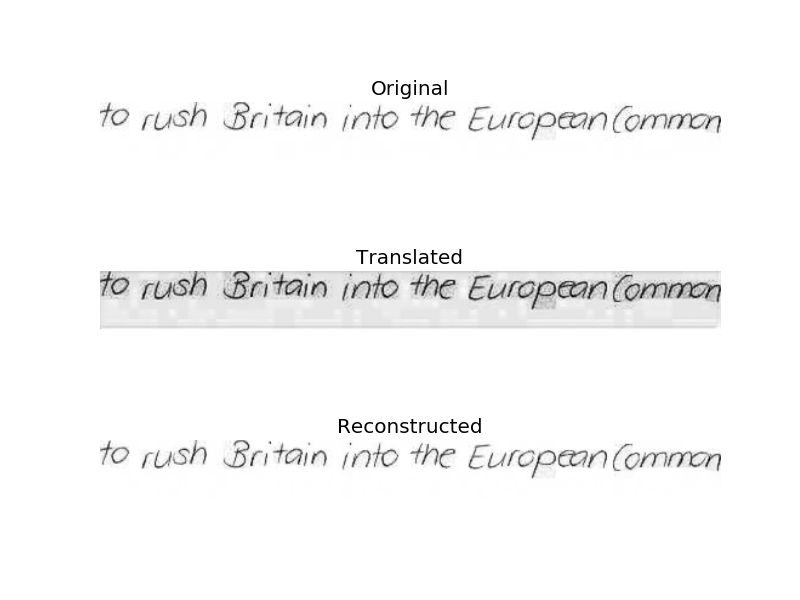 Original
to rush Britain into the European Common
Translated
to rush Britain into the European Common
Reconstructed
to rush Britain into the European Common